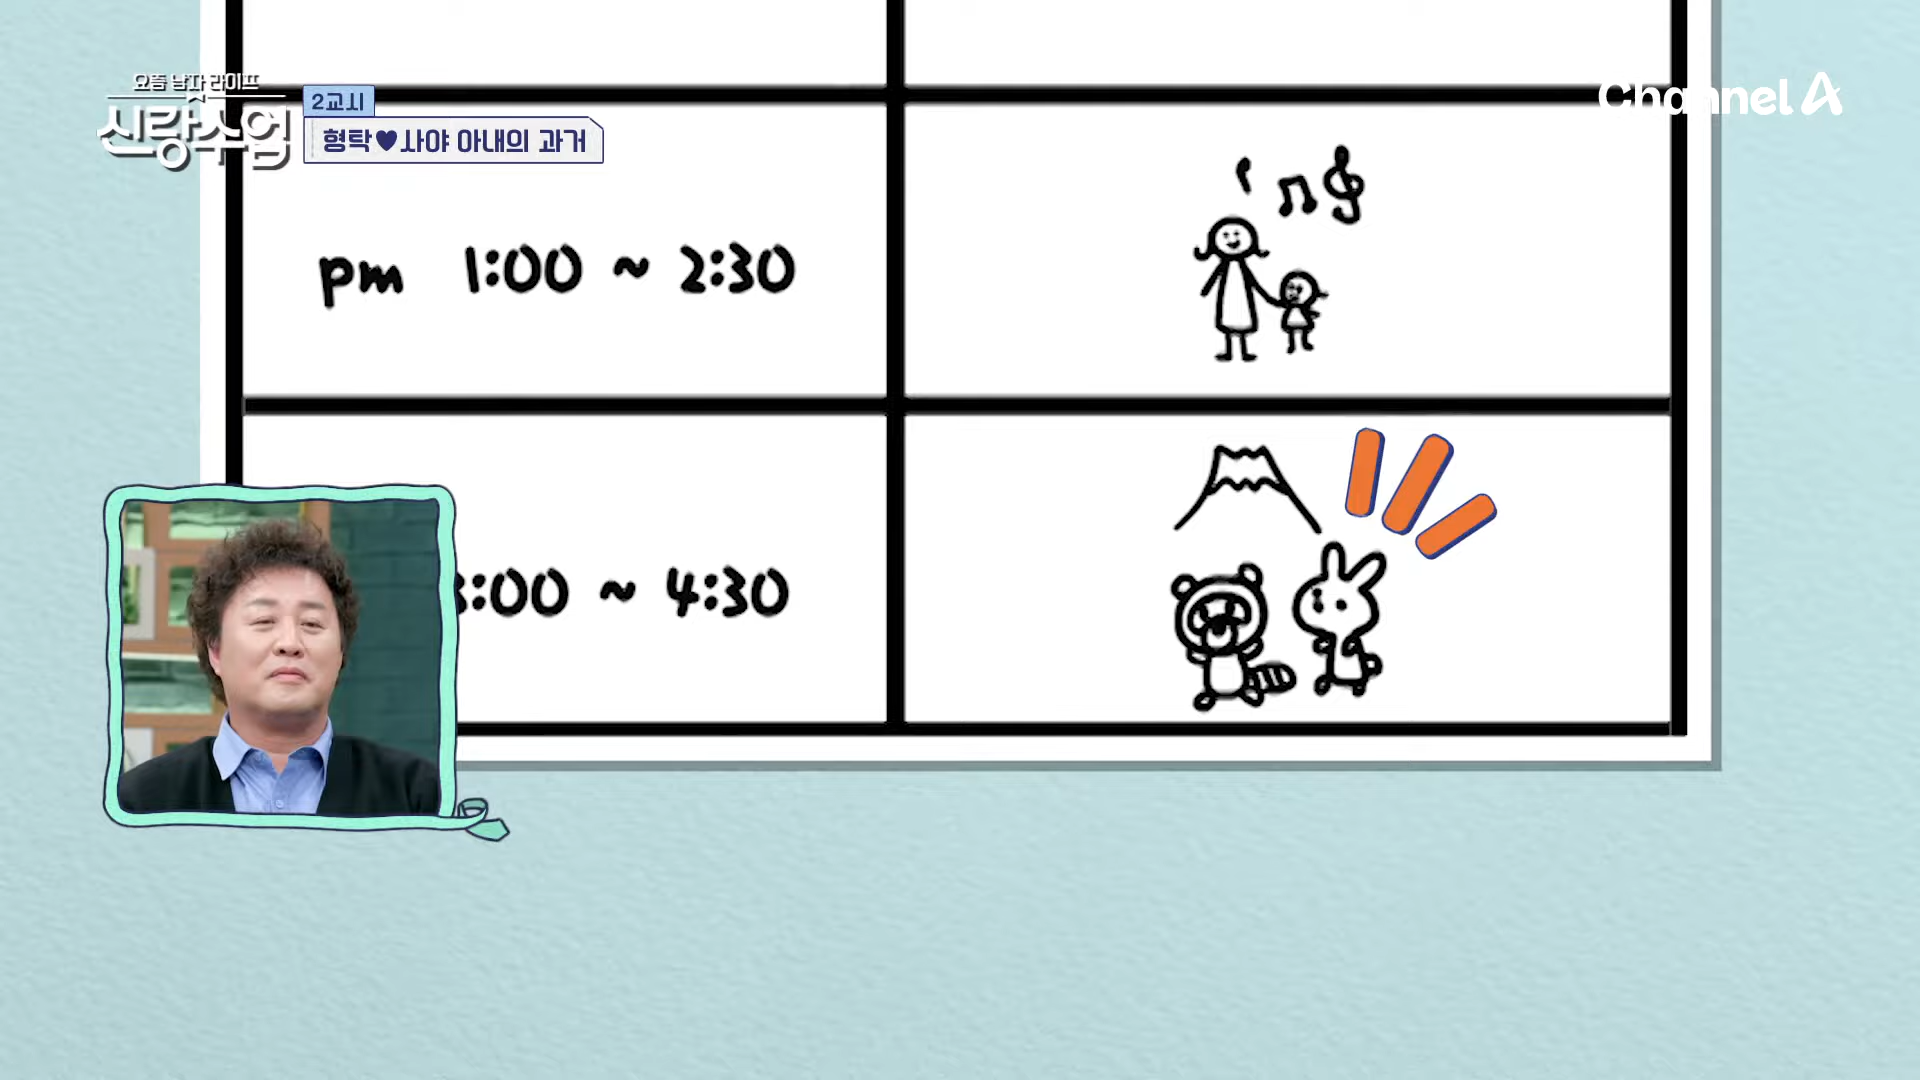 요즘 남자 라이프
신랑수업
2교시
형탁♥사야 아내의 과거
Channel A
pm 1:00 ~ 2:30
:00 ~ 4:30